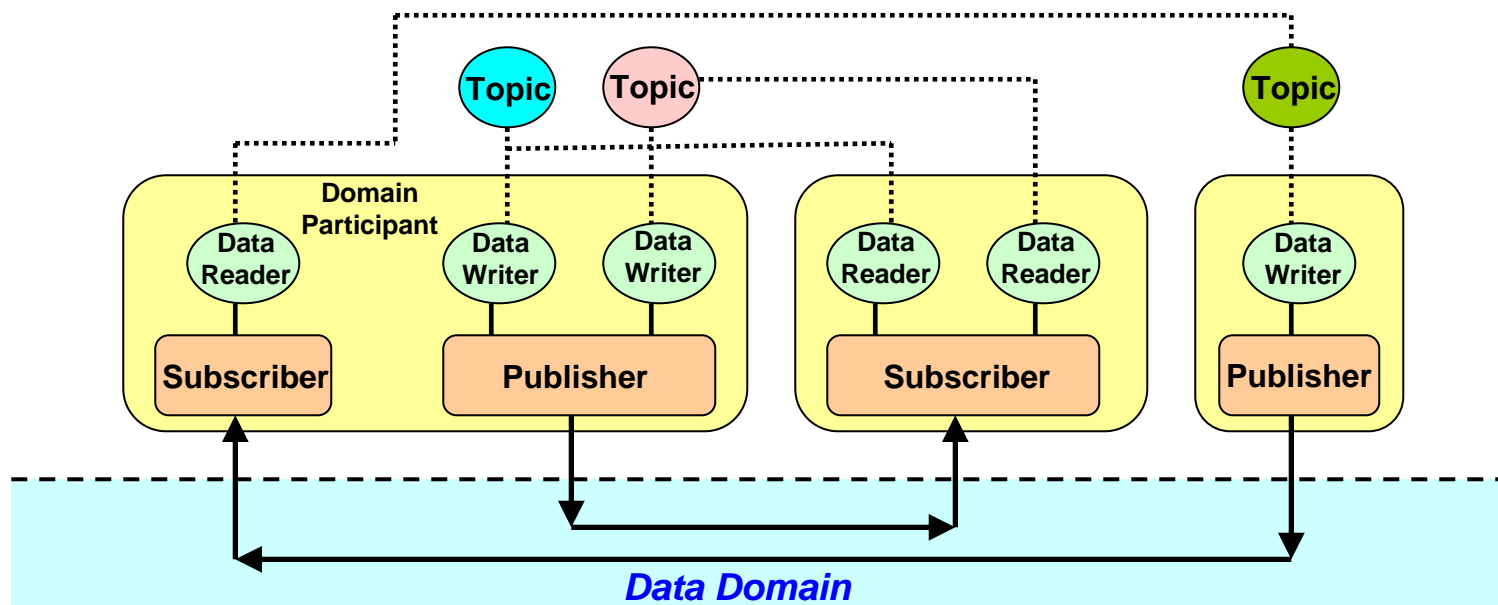 Topic
Topic
Topic
Domain
Participant
Data
Reader
Data
Writer
Data
Writer
Data
Reader
Data
Reader
Data
Writer
Subscriber
Publisher
Subscriber
Publisher
Data Domain